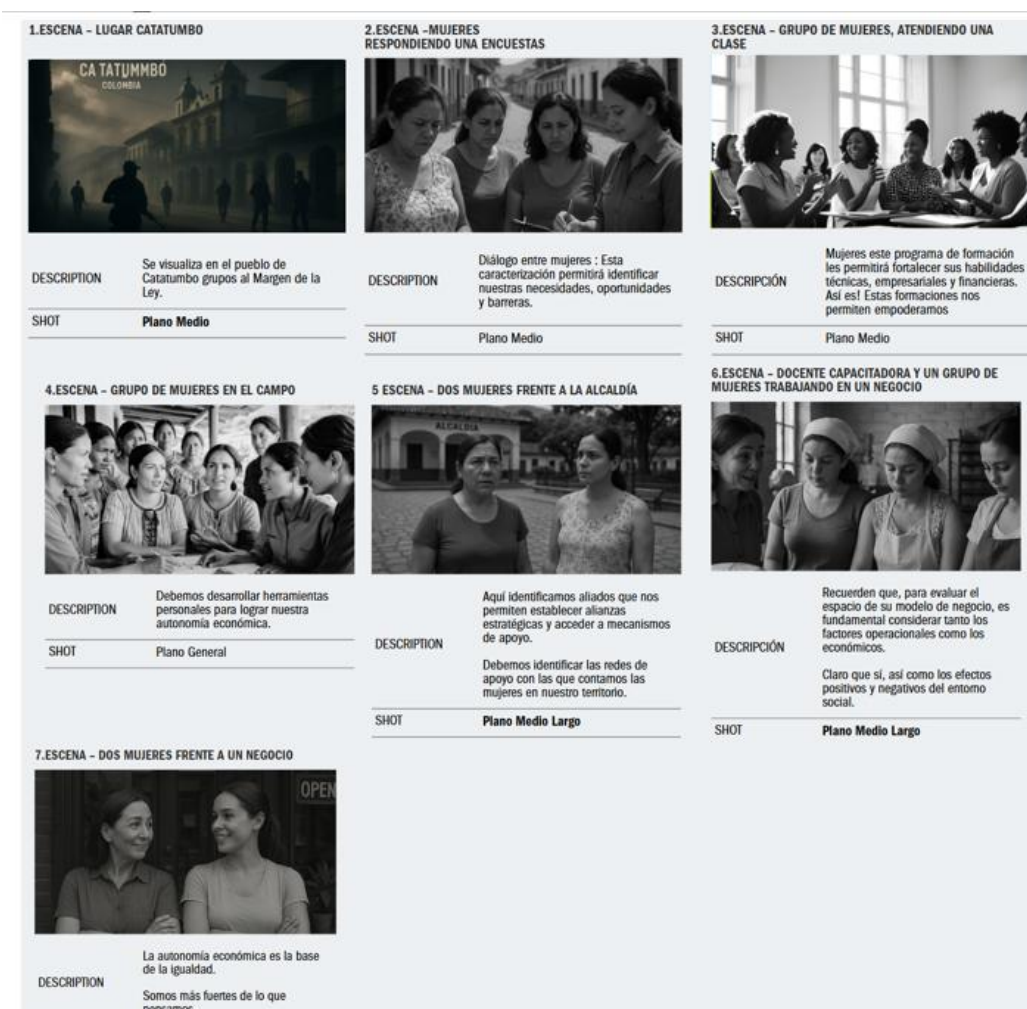 1.ESCENA – LUGAR CATATUMBO
CA TATUMMBO
COLOMBIA
DESCRIPTION
Se visualiza en el pueblo de
Catatumbo grupos al Margen de la
Ley.
SHOT
Plano Medio
2.ESCENA –MUJERES
RESPONDIENDO UNA ENCUESTAS
DESCRIPTION
Diálogo entre mujeres : Esta
caracterización permitirá identificar
nuestras necesidades, oportunidades
y barreras.
SHOT
Plano Medio
3.ESCENA – GRUPO DE MUJERES, ATENDIENDO UNA
CLASE
DESCRIPCIÓN
Mujeres este programa de formación
les permitirá fortalecer sus habilidades
técnicas, empresariales y financieras.
Así es! Estas formaciones nos
permiten empoderamos
SHOT
Plano Medio
4.ESCENA – GRUPO DE MUJERES EN EL CAMPO
DESCRIPTION
Debemos desarrollar herramientas
personales para lograr nuestra
autonomía económica.
SHOT
Plano General
5 ESCENA – DOS MUJERES FRENTE A LA ALCALDÍA
ALCALDIA
DESCRIPTION
Aquí identificamos aliados que nos
permiten establecer alianzas
estratégicas y acceder a mecanismos
de apoyo.
Debemos identificar las redes de
apoyo con las que contamos las
mujeres en nuestro territorio.
SHOT
Plano Medio Largo
6.ESCENA – DOCENTE CAPACITADORA Y UN GRUPO DE
MUJERES TRABAJANDO EN UN NEGOCIO
DESCRIPCIÓN
Recuerden que, para evaluar el
espacio de su modelo de negocio, es
fundamental considerar tanto los
factores operacionales como los
económicos.
Claro que sí, así como los efectos
positivos y negativos del entorno
social.
SHOT
Plano Medio Largo
7.ESCENA – DOS MUJERES FRENTE A UN NEGOCIO
OPEN
DESCRIPTION
La autonomía económica es la base
de la igualdad.
Somos más fuertes de lo que